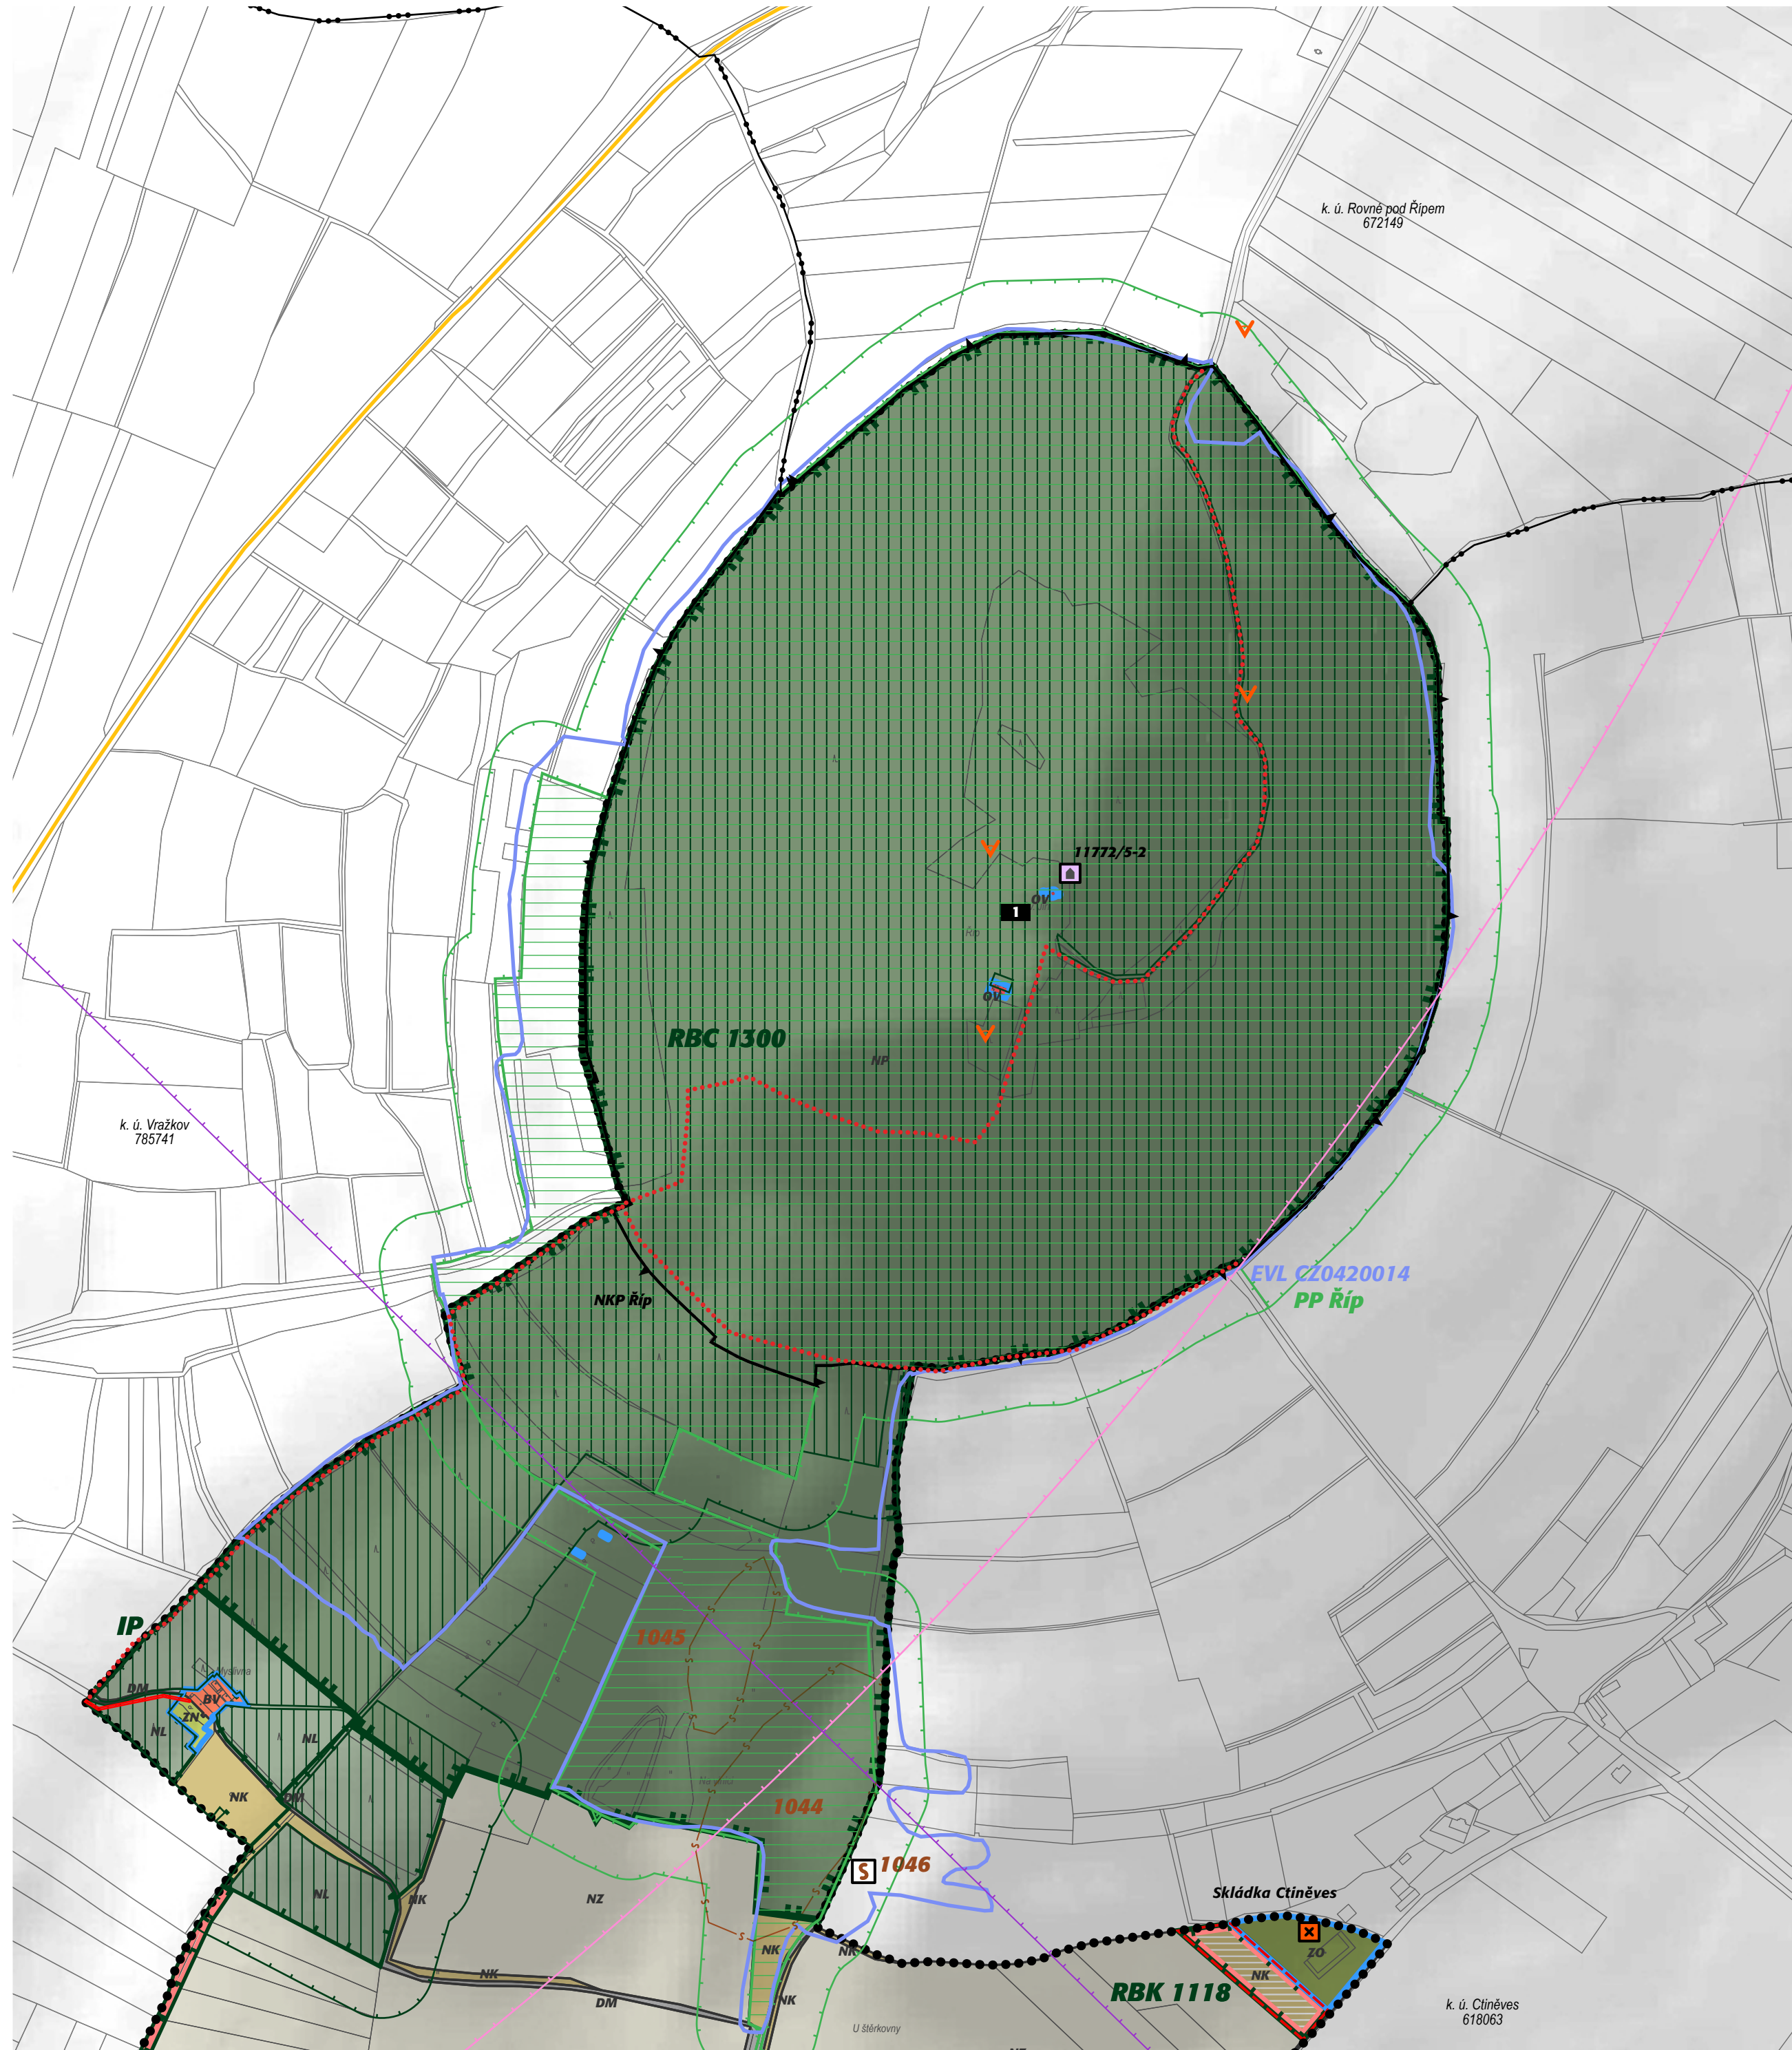 k. ú. Rovné pod Řípem
672149
11772/5-2
OV
1
Říp
OV
RBC 1300
NP
k. ú. Vražkov
785741
EVL CZ0420014
PP Říp
NKP Říp
IP
1045
Myslivna
DM
BV
ZN
NL
NL
NK
DM
1044
S
1046
NL
NK
NZ
Skládka Ctiněves
ZO
NK
NK
NK
RBK 1118
NK
DM
NK
k. ú. Ctiněves
618063
U štěrkovny